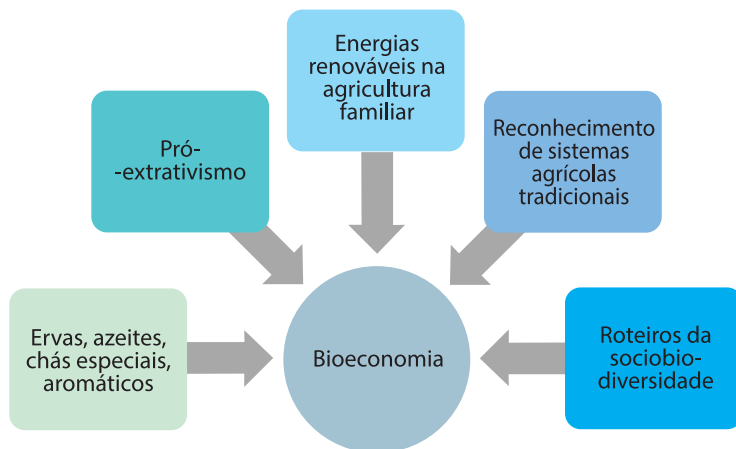 Energias
renováveis na
agricultura
familiar
Pró-
-extrativismo
Reconhecimento
de sistemas
agrícolas
tradicionais
Ervas, azeites,
chás especiais,
aromáticos
Bioeconomia
Roteiros da
sociobio-
diversidade